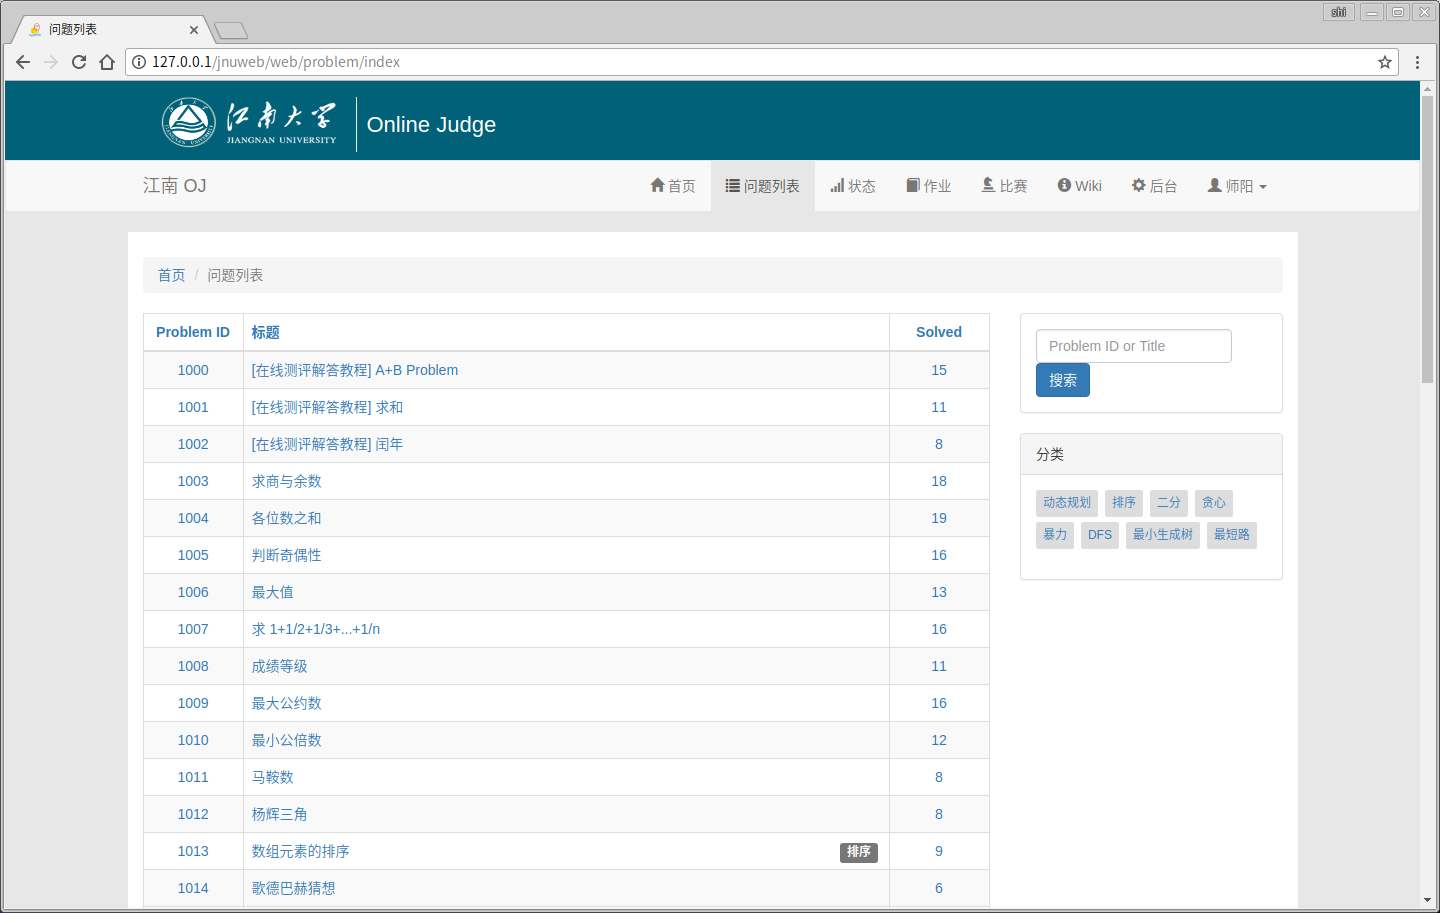 shi
问题列表
127.0.0.1/jnuweb/web/problem/index
江南大学
JIANGNAN UNIVERSITY
Online Judge
江南 OJ
首页 问题列表 状态 作业 比赛 Wiki 后台 师阳
首页 / 问题列表
Problem ID 标题 Solved
1000 [在线测评解答教程] A+B Problem 15
1001 [在线测评解答教程] 求和 11
1002 [在线测评解答教程] 闰年 8
1003 求商与余数 18
1004 各位数之和 19
1005 判断奇偶性 16
1006 最大值 13
1007 求 1+1/2+1/3+...+1/n 16
1008 成绩等级 11
1009 最大公约数 16
1010 最小公倍数 12
1011 马鞍数 8
1012 杨辉三角 8
1013 数组元素的排序 排序 9
1014 歌德巴赫猜想 6
Problem ID or Title
搜索
分类
动态规划 排序 二分 贪心
暴力 DFS 最小生成树 最短路